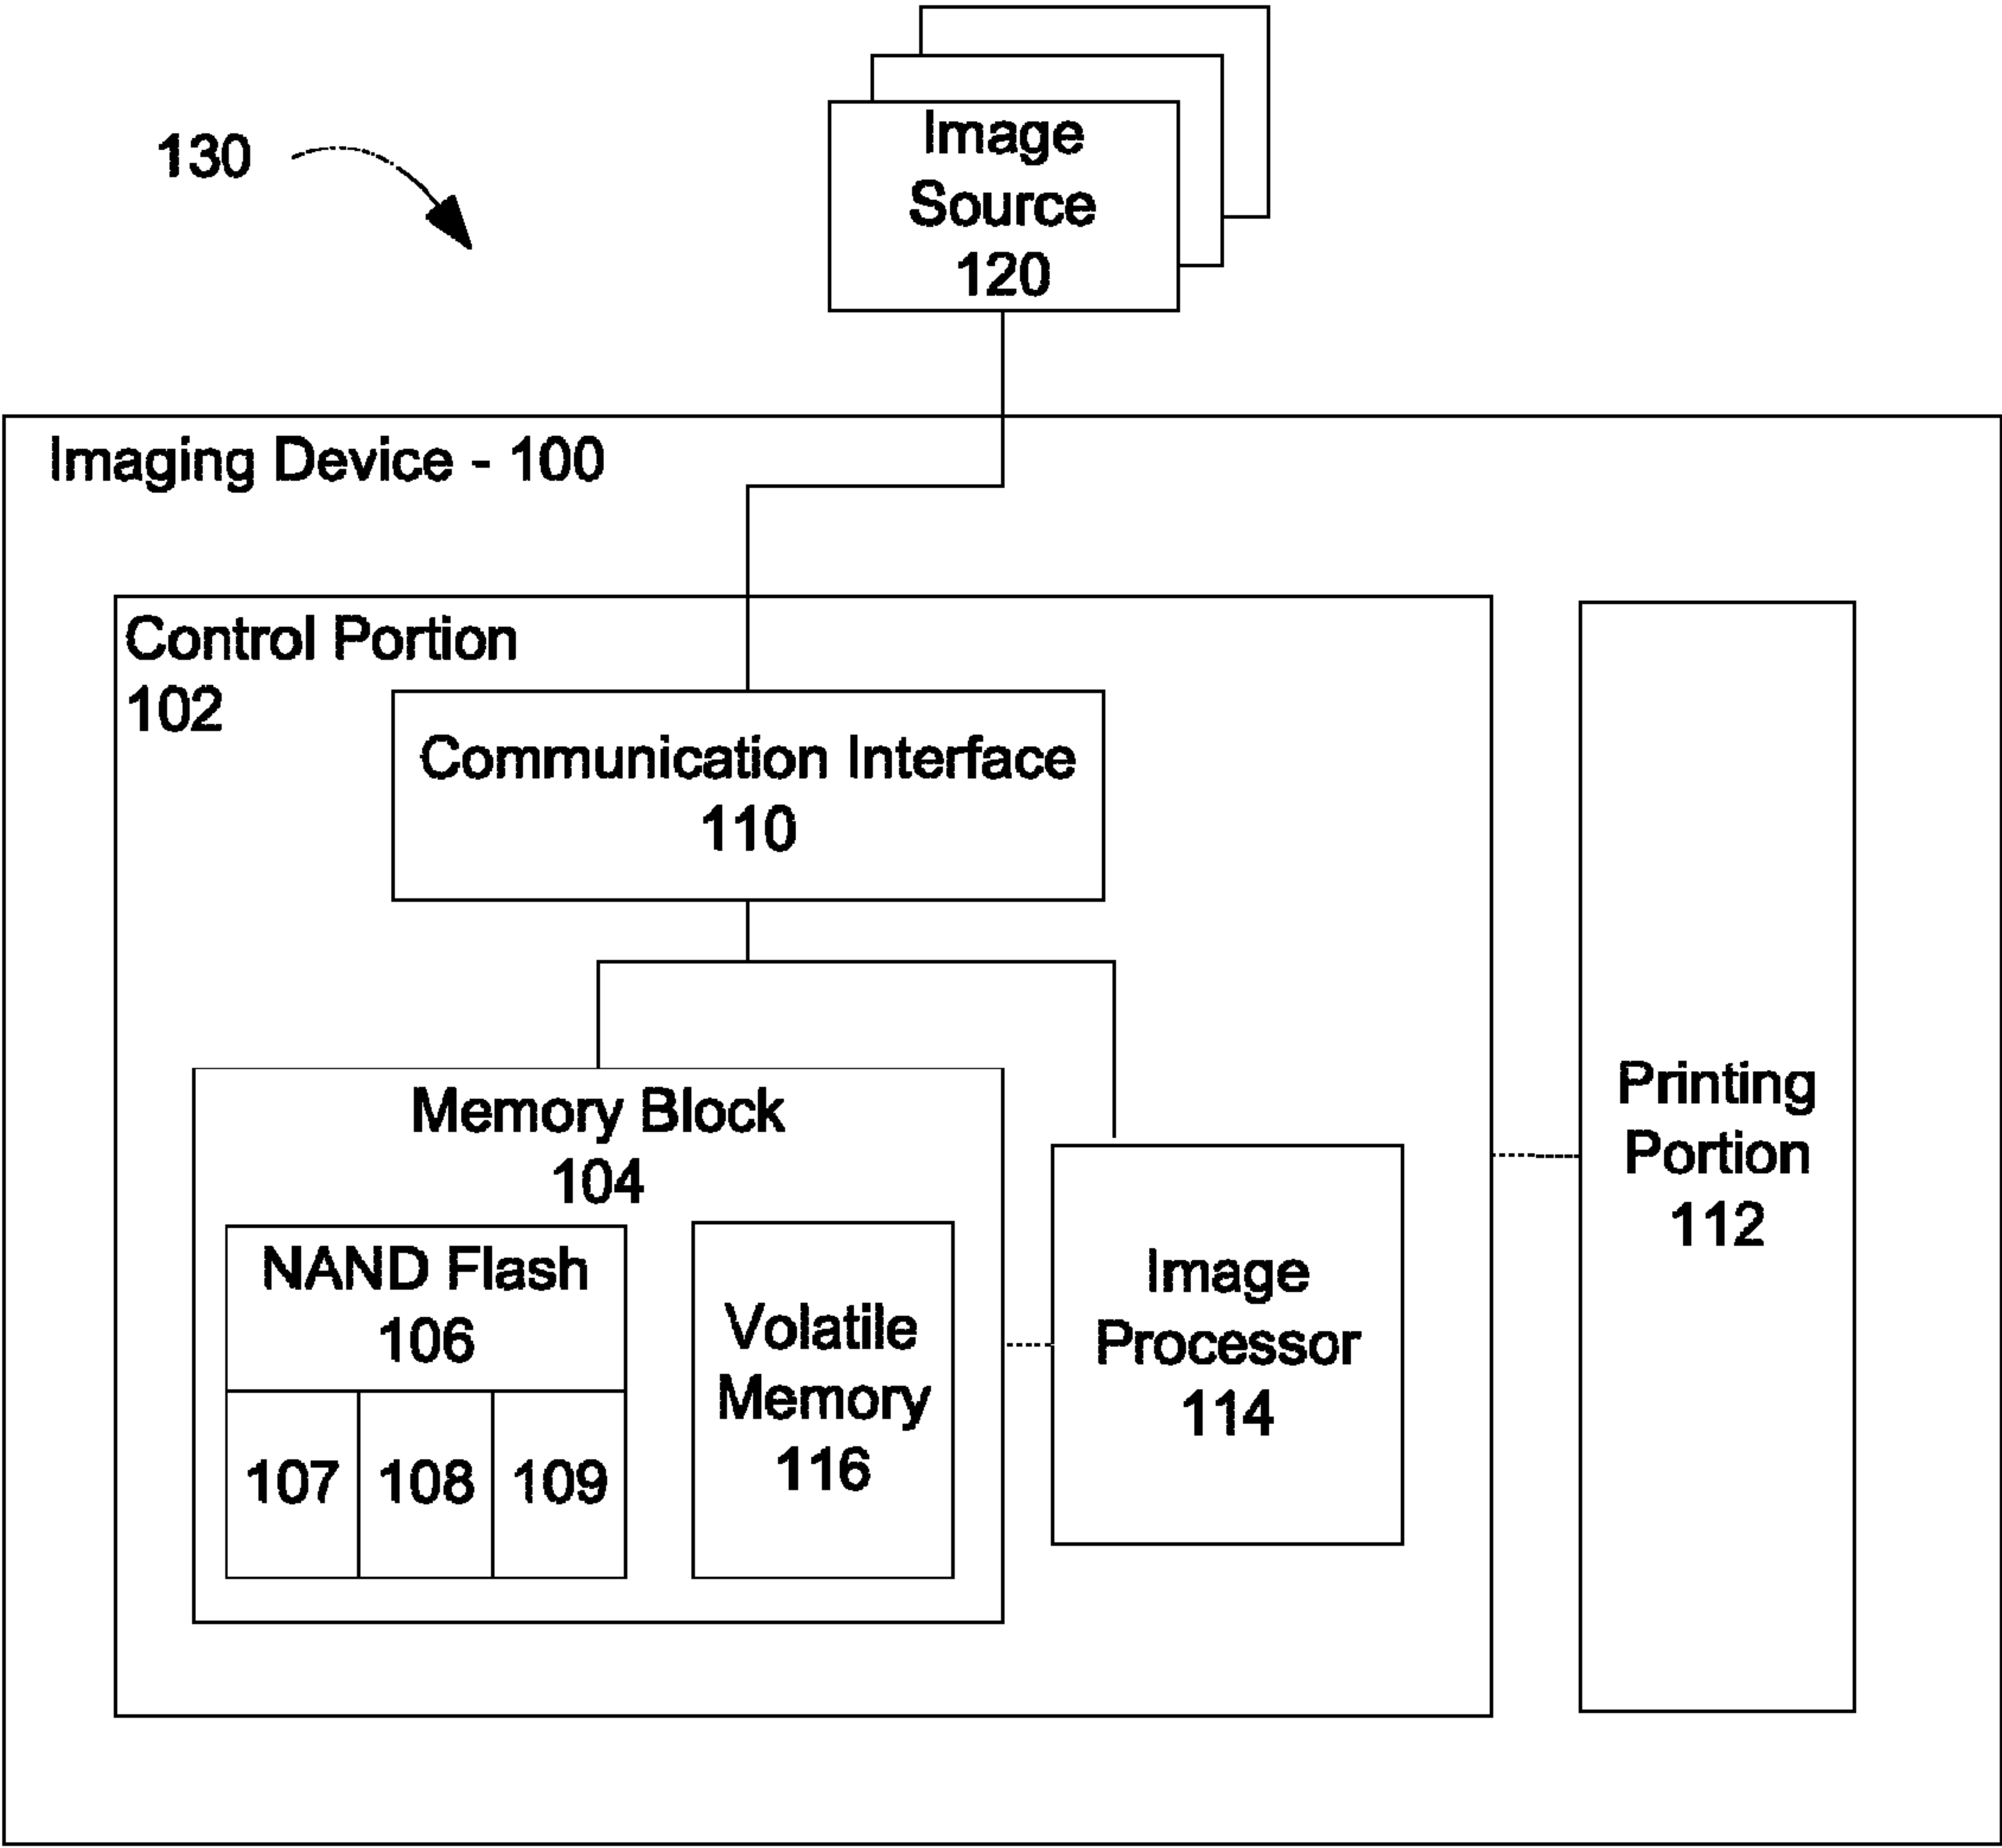 130
Image
Source
120
Imaging Device - 100
Control Portion
102
Communication Interface
110
Memory Block
104
NAND Flash
106
107 108 109
Volatile
Memory
116
Image
Processor
114
Printing
Portion
112